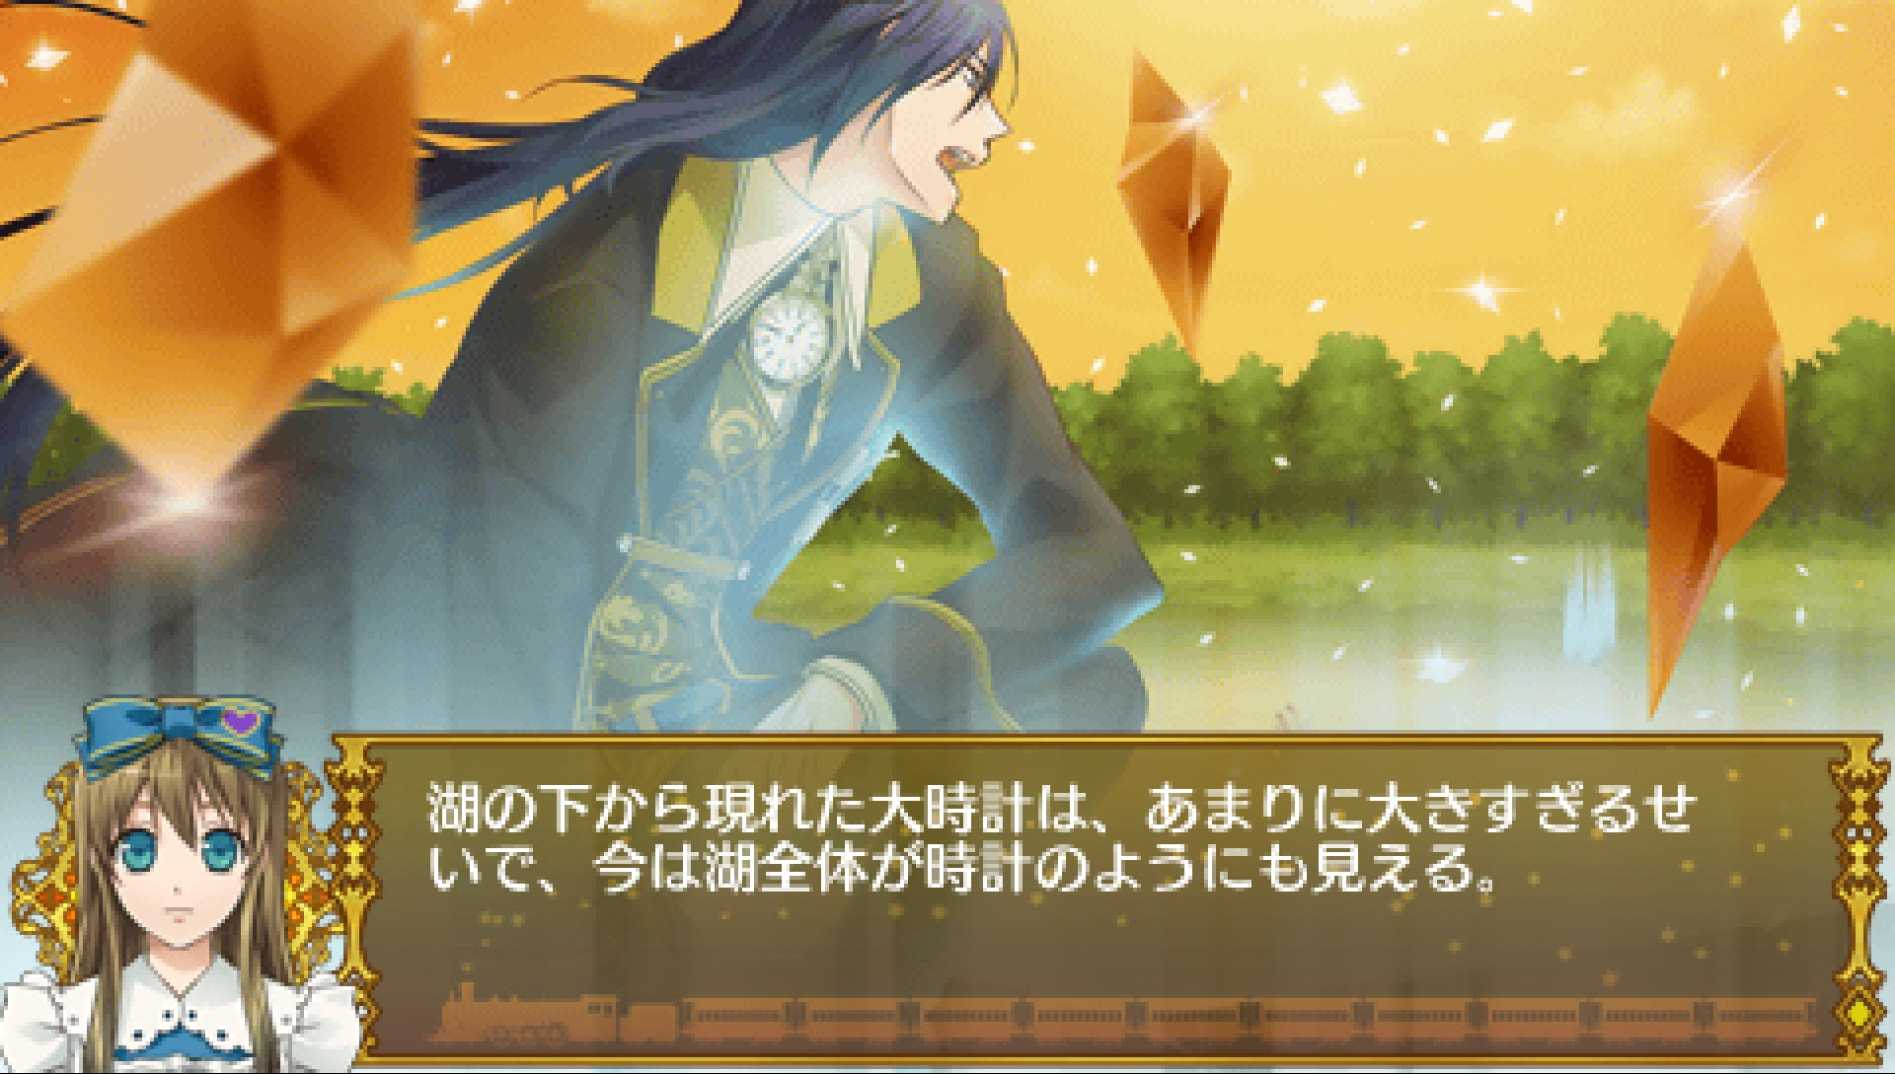 湖の下から現れた大時計は、あまりに大きすぎるせ
いで、今は湖全体が時計のようにも見える。